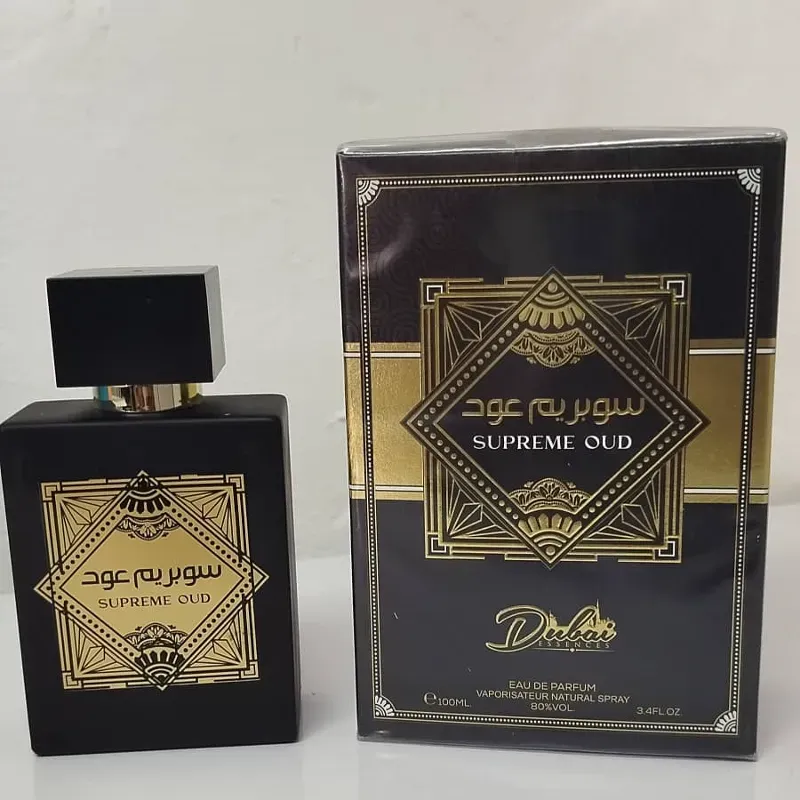 سوبريم عود
SUPREME OUD
سوبريم عود
SUPREME OUD
Dubai
ESSENCES
EAU DE PARFUM
VAPORISATEUR NATURAL SPRAY
℮100ML.
80%VOL.
3.4FL.OZ.